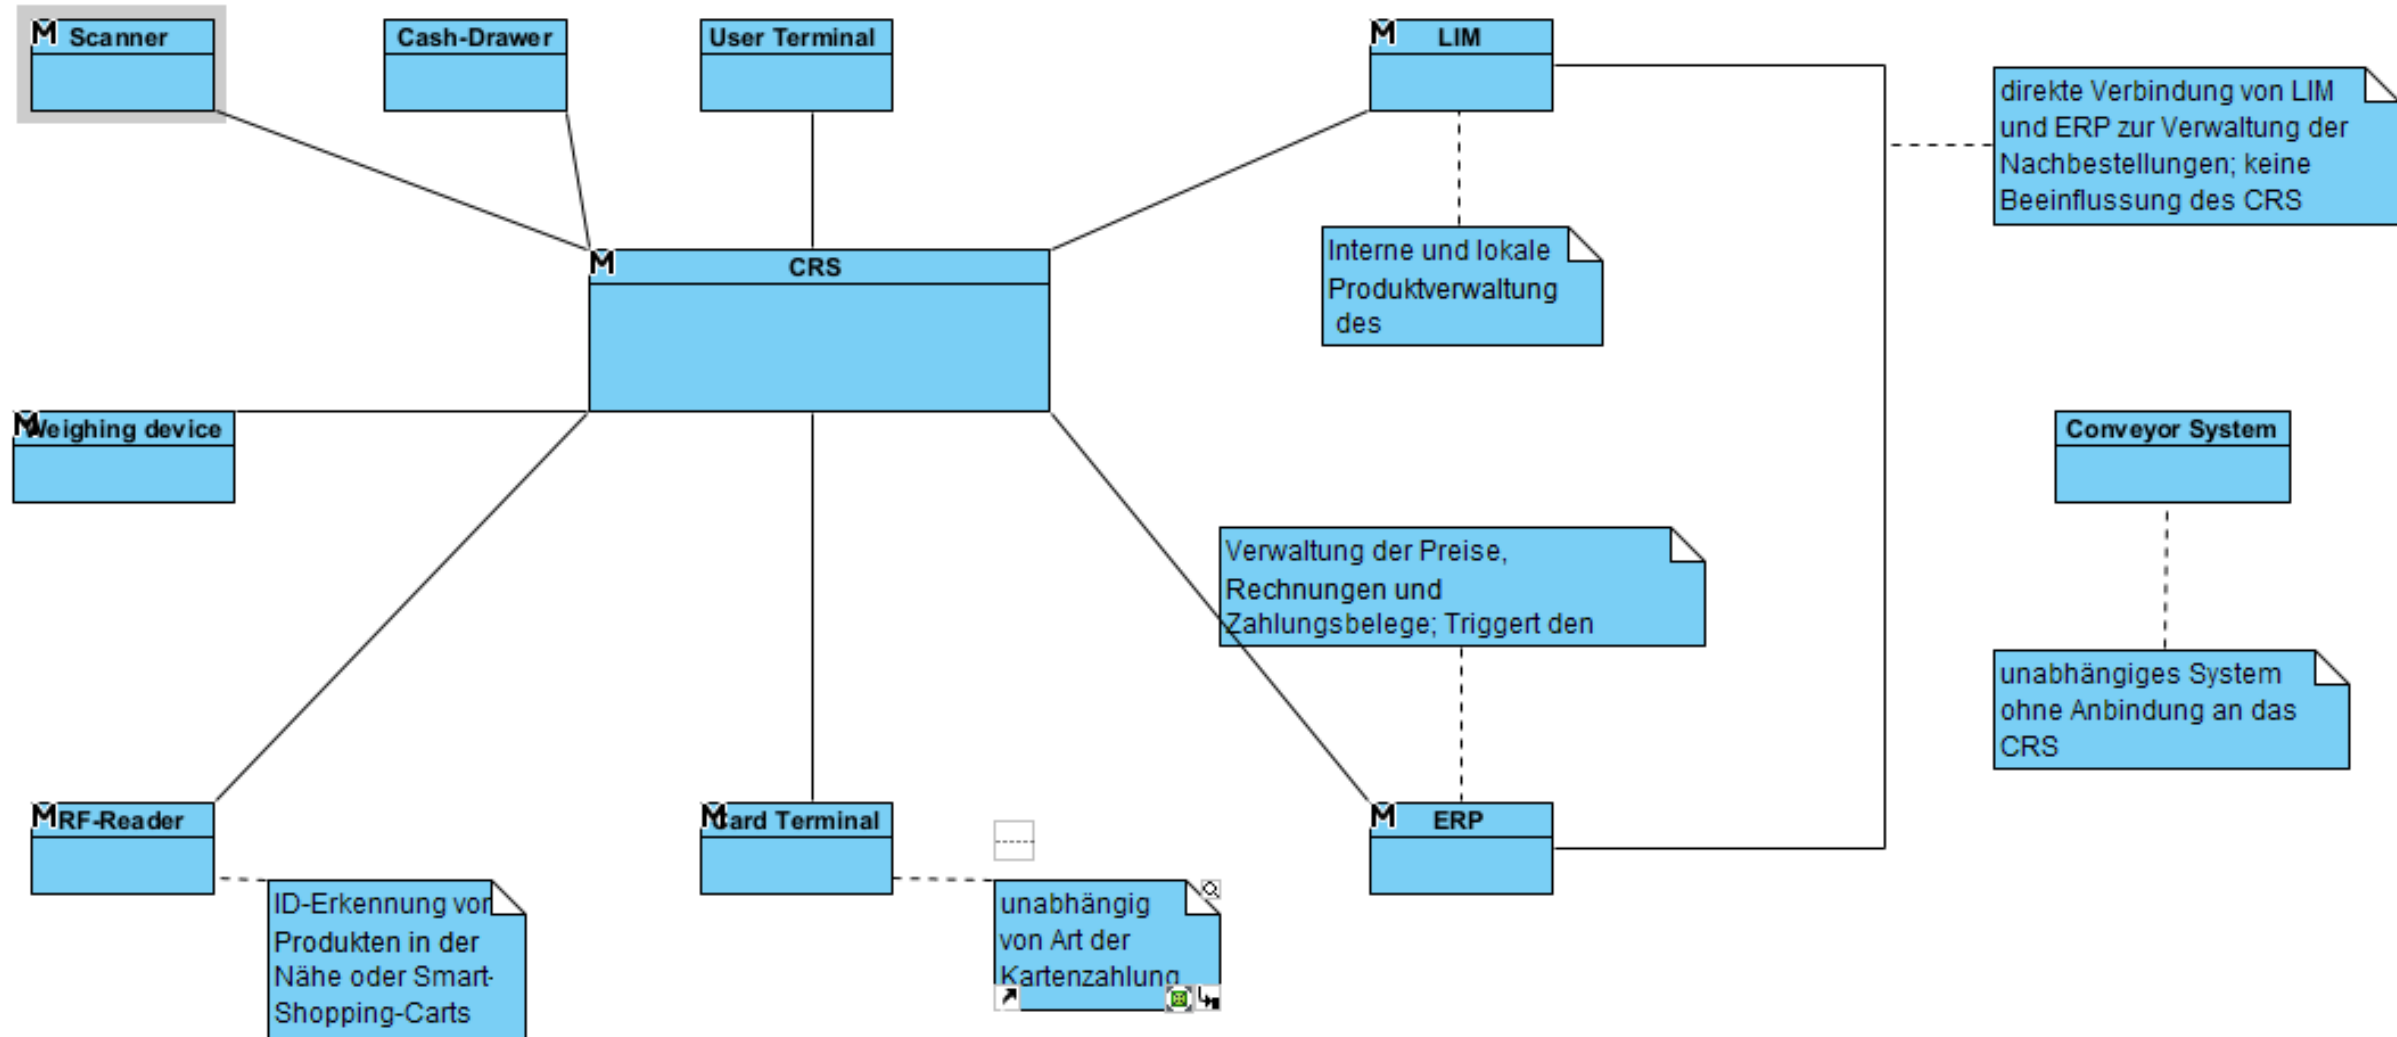 M Scanner
Cash-Drawer
User Terminal
M LIM
direkte Verbindung von LIM
und ERP zur Verwaltung der
Nachbestellungen; keine
Beeinflussung des CRS
Interne und lokale
Produktverwaltung
des
M CRS
M Weighing device
Conveyor System
Verwaltung der Preise,
Rechnungen und
Zahlungsbelege; Triggert den
unabhängiges System
ohne Anbindung an das
CRS
M RF-Reader
M Card Terminal
M ERP
ID-Erkennung von
Produkten in der
Nähe oder Smart-
Shopping-Carts
unabhängig
von Art der
Kartenzahlung